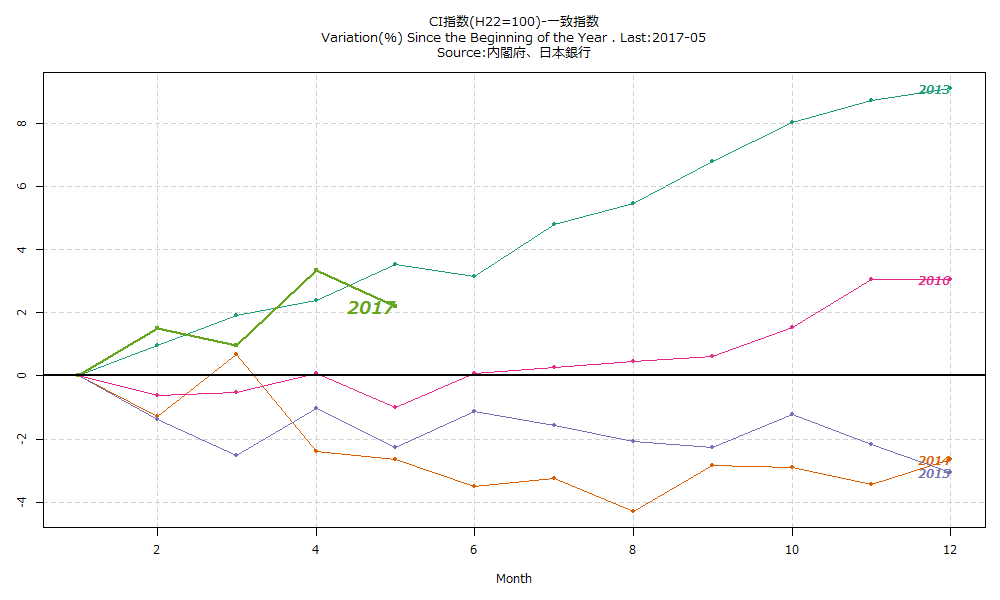 CI指数(H22=100)-一致指数
Variation(%) Since the Beginning of the Year . Last:2017-05
Source:内閣府、日本銀行
2013
8
6
4
2016
2017
2
0
-2
2014
2015
-4
2 4 6 8 10 12
Month